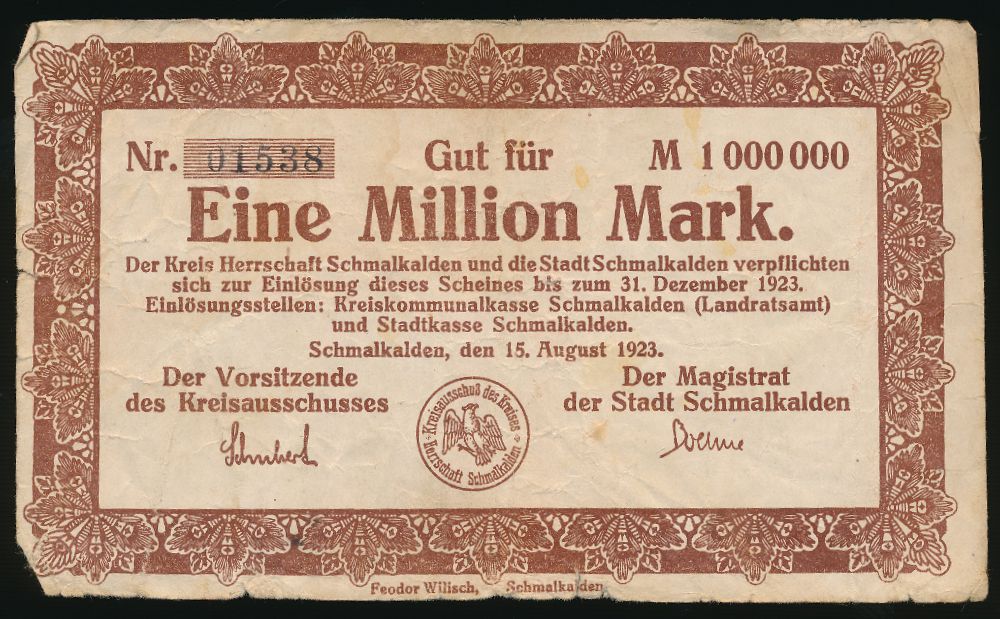 Nr. 01538 Gut für M 1 000 000
Eine Million Mark.
Der Kreis Herrschaft Schmalkalden und die Stadt Schmalkalden verpflichten
sich zur Einlösung dieses Scheines bis zum 31. Dezember 1923.
Einlösungsstellen: Kreiskommunalkasse Schmalkalden (Landratsamt)
und Stadtkasse Schmalkalden.
Schmalkalden, den 15. August 1923.
Der Vorsitzende
des Kreisausschusses
Schubert
Kreisausschuß des Kreises
Herrschaft Schmalkalden
Der Magistrat
der Stadt Schmalkalden
Feodor Wilisch, Schmalkalden